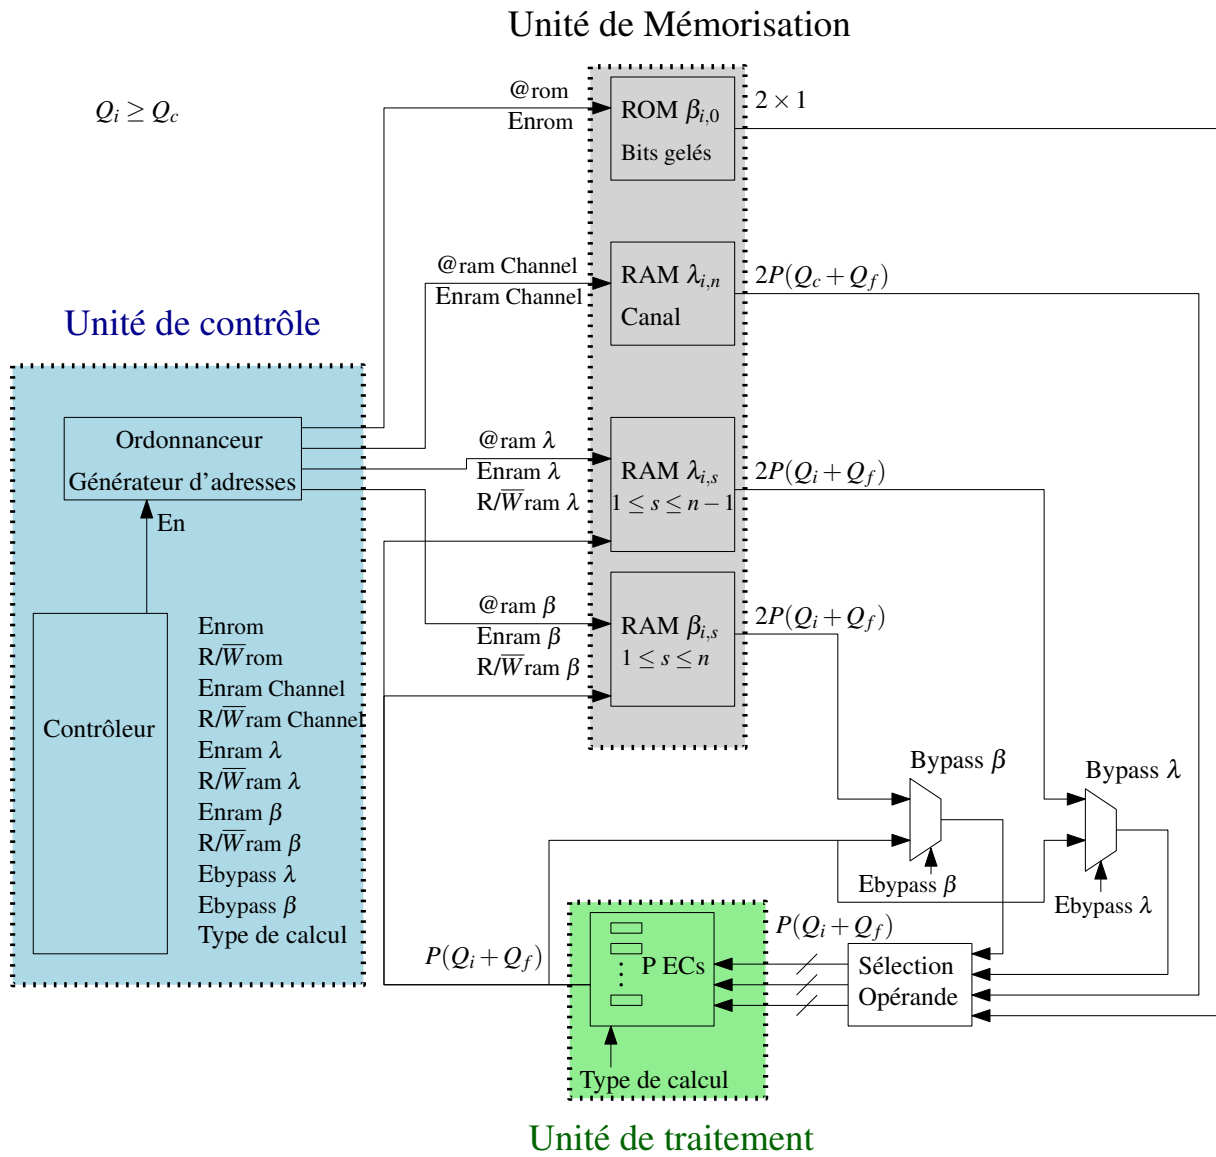 Unité de Mémorisation
Q_i ≥ Q_c
@rom
Enrom
ROM β_{i,0}
Bits gelés
2 × 1
@ram Channel
Enram Channel
RAM λ_{i,n}
Canal
2P(Q_c + Q_f)
Unité de contrôle
Ordonnanceur
Générateur d'adresses
En
@ram λ
Enram λ
R/W̅ram λ
RAM λ_{i,s}
1 ≤ s ≤ n − 1
2P(Q_i + Q_f)
@ram β
Enram β
R/W̅ram β
RAM β_{i,s}
1 ≤ s ≤ n
2P(Q_i + Q_f)
Contrôleur
Enrom
R/W̅rom
Enram Channel
R/W̅ram Channel
Enram λ
R/W̅ram λ
Enram β
R/W̅ram β
Ebypass λ
Ebypass β
Type de calcul
Bypass β
Bypass λ
Ebypass β
Ebypass λ
P(Q_i + Q_f)
P(Q_i + Q_f)
P ECs
Sélection
Opérande
Type de calcul
Unité de traitement